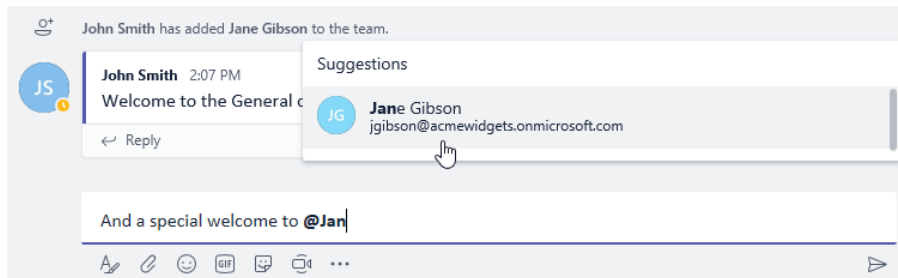 John Smith has added Jane Gibson to the team.
JS
John Smith 2:07 PM
Welcome to the General
Reply
Suggestions
JG
Jane Gibson
jgibson@acmewidgets.onmicrosoft.com
And a special welcome to @Jan
GIF